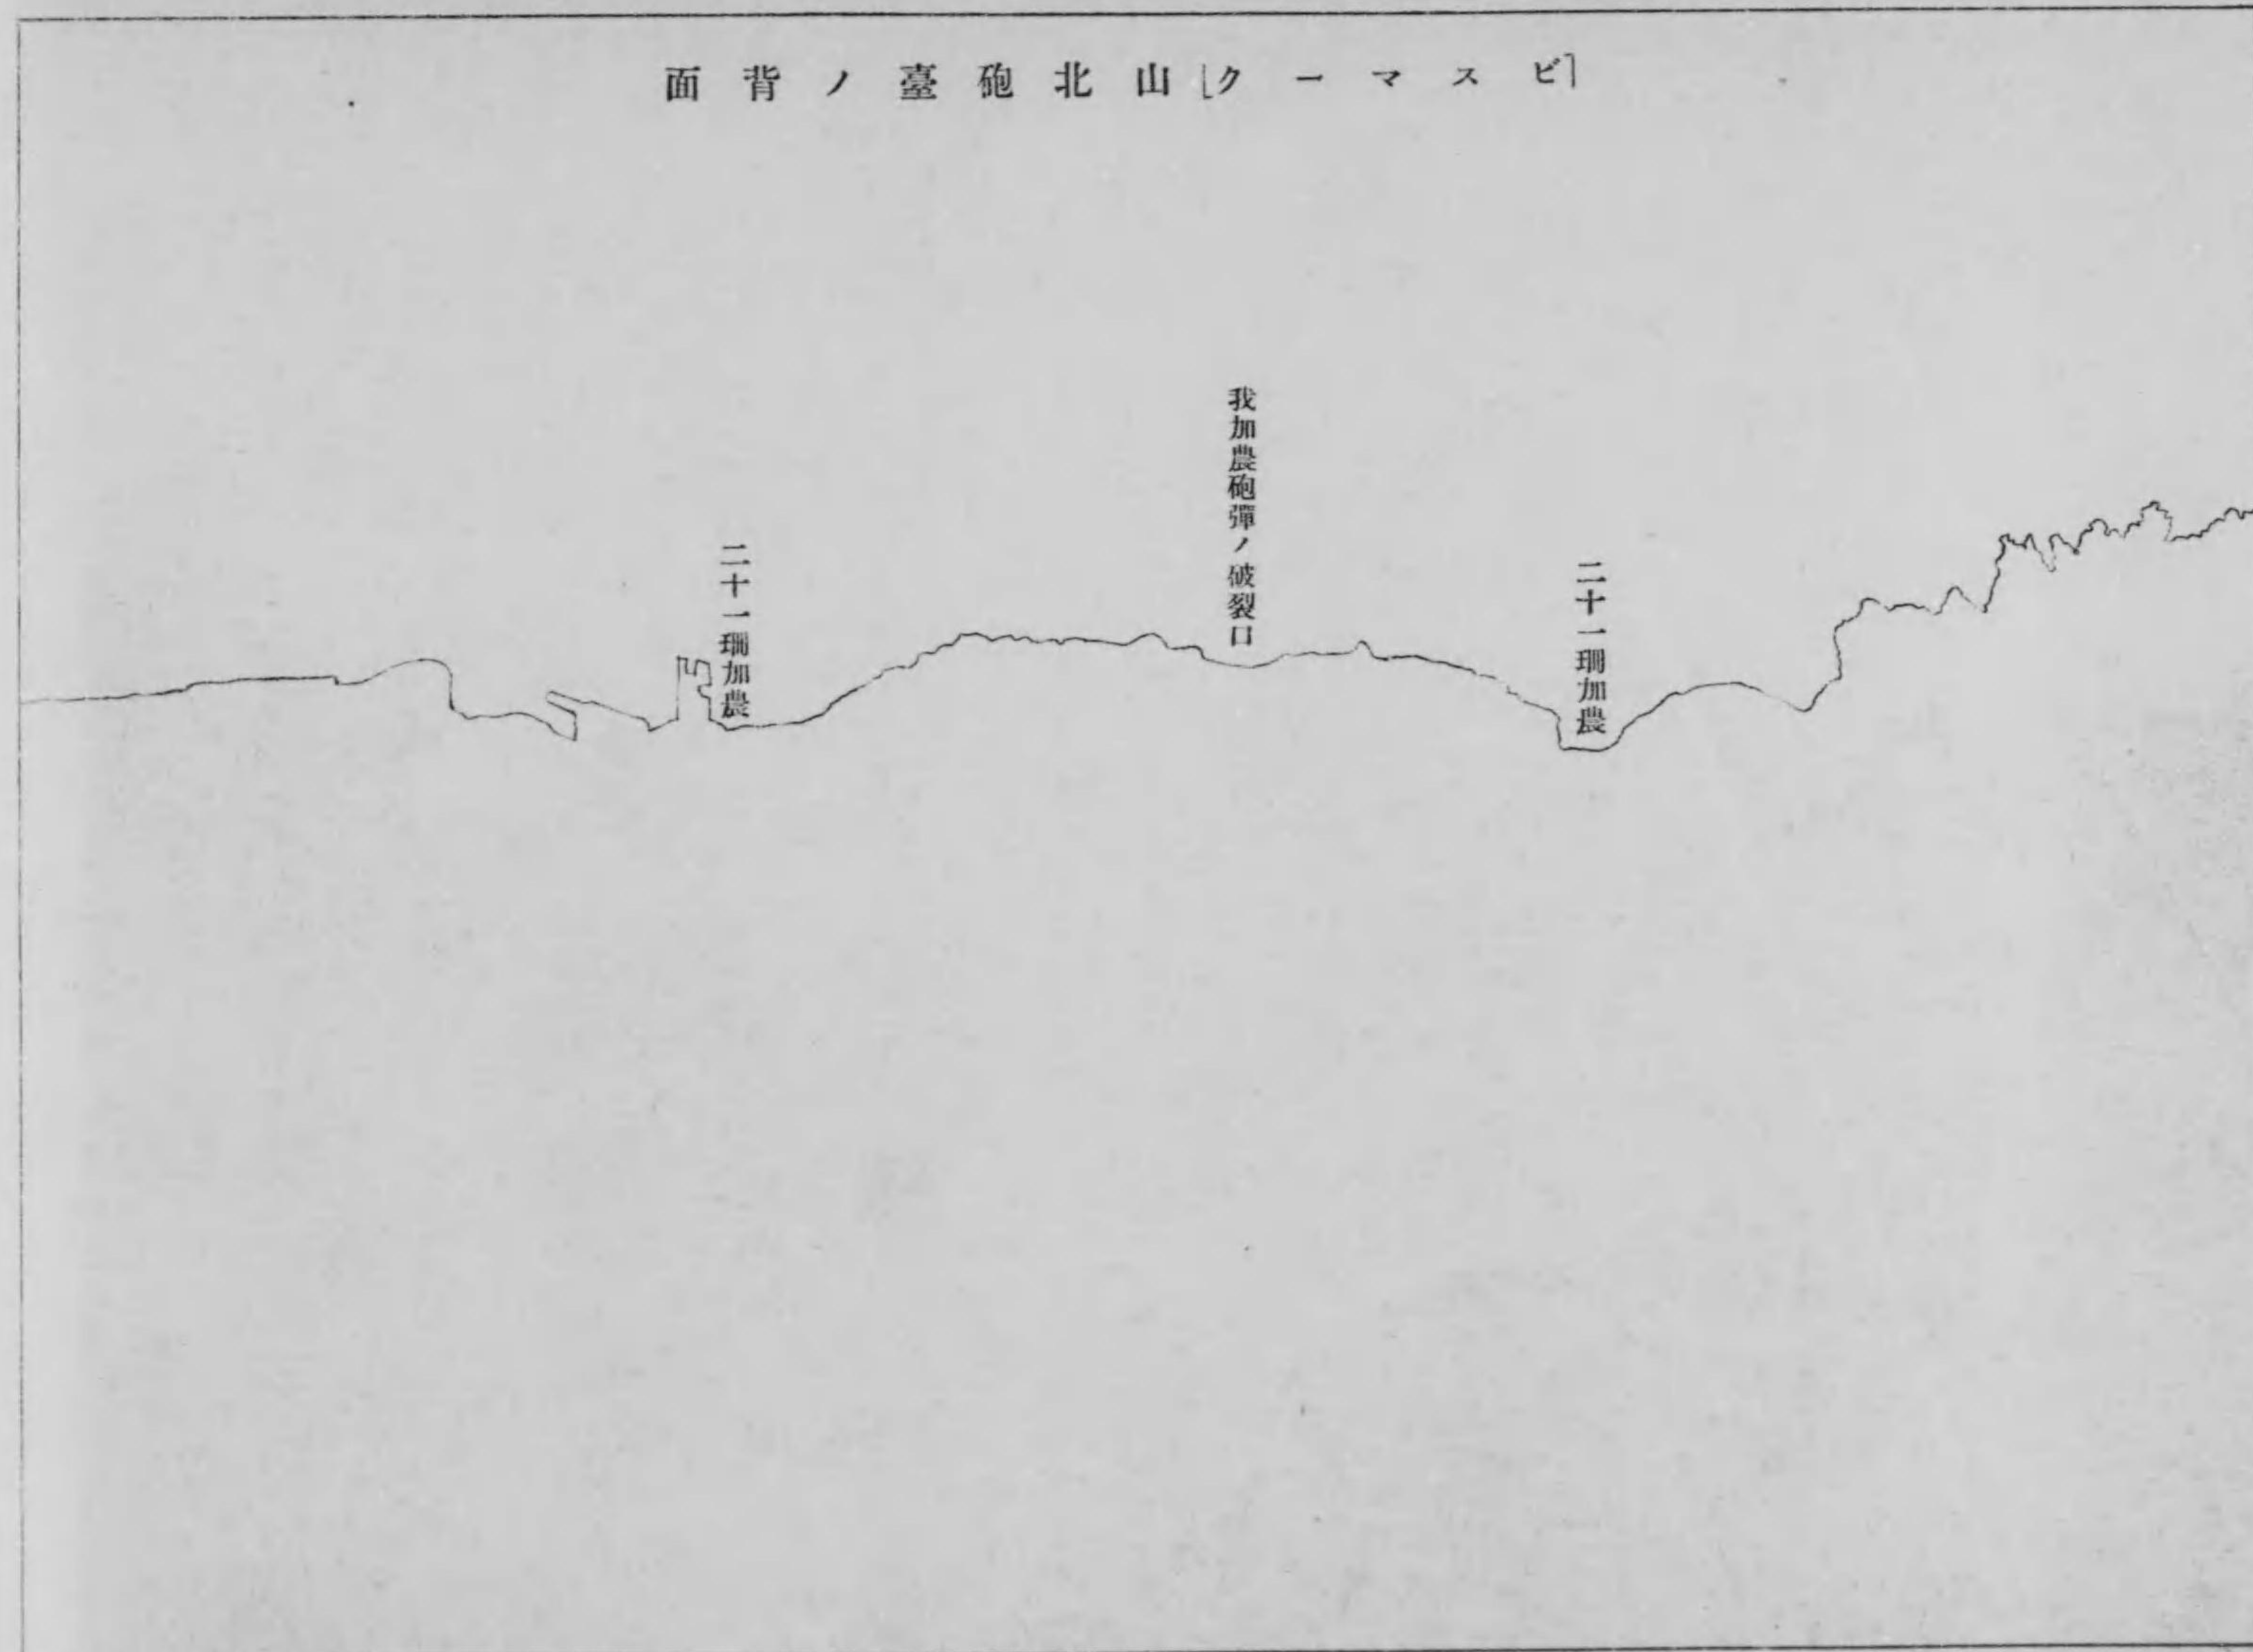 「ビスマーク」山北砲臺ノ背面
二十一珊加農
我加農砲彈ノ破裂口
二十一珊加農